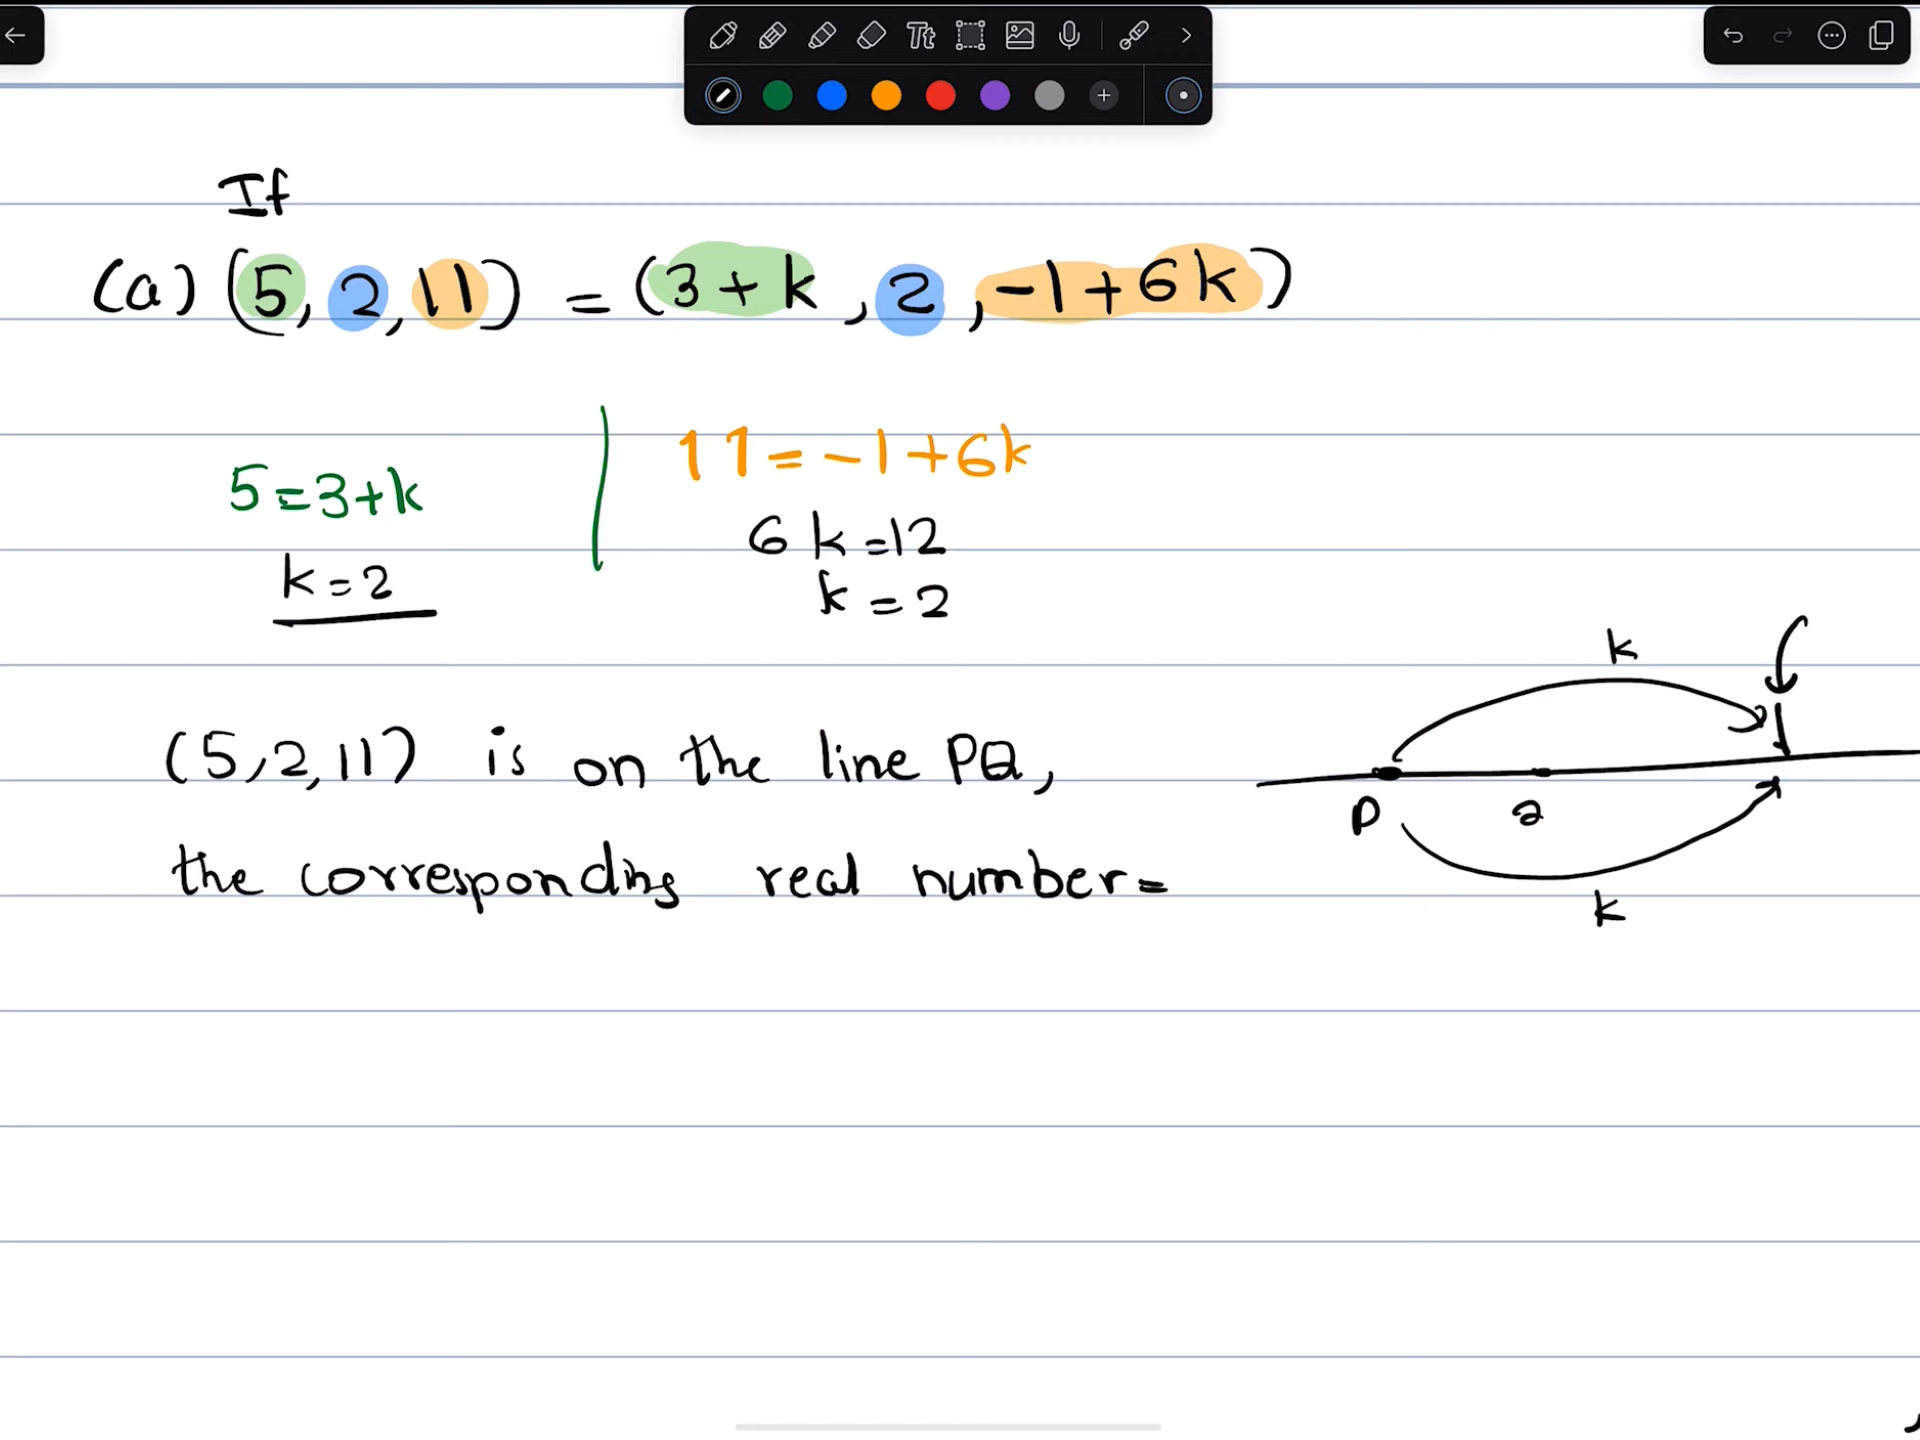 Tt
If
(a) (5, 2, 11) = (3+k, 2, -1+6k)
5=3+k
k=2
11=-1+6k
6k=12
k=2
(5,2,11) is on the line PQ,
the corresponding real number=
k
P
Q
k